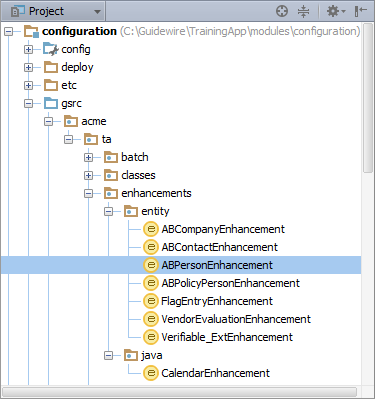 Project
configuration (C:\Guidewire\TrainingApp\modules\configuration)
config
deploy
etc
gsrc
acme
ta
batch
classes
enhancements
entity
ABCompanyEnhancement
ABContactEnhancement
ABPersonEnhancement
ABPolicyPersonEnhancement
FlagEntryEnhancement
VendorEvaluationEnhancement
Verifiable_ExtEnhancement
java
CalendarEnhancement